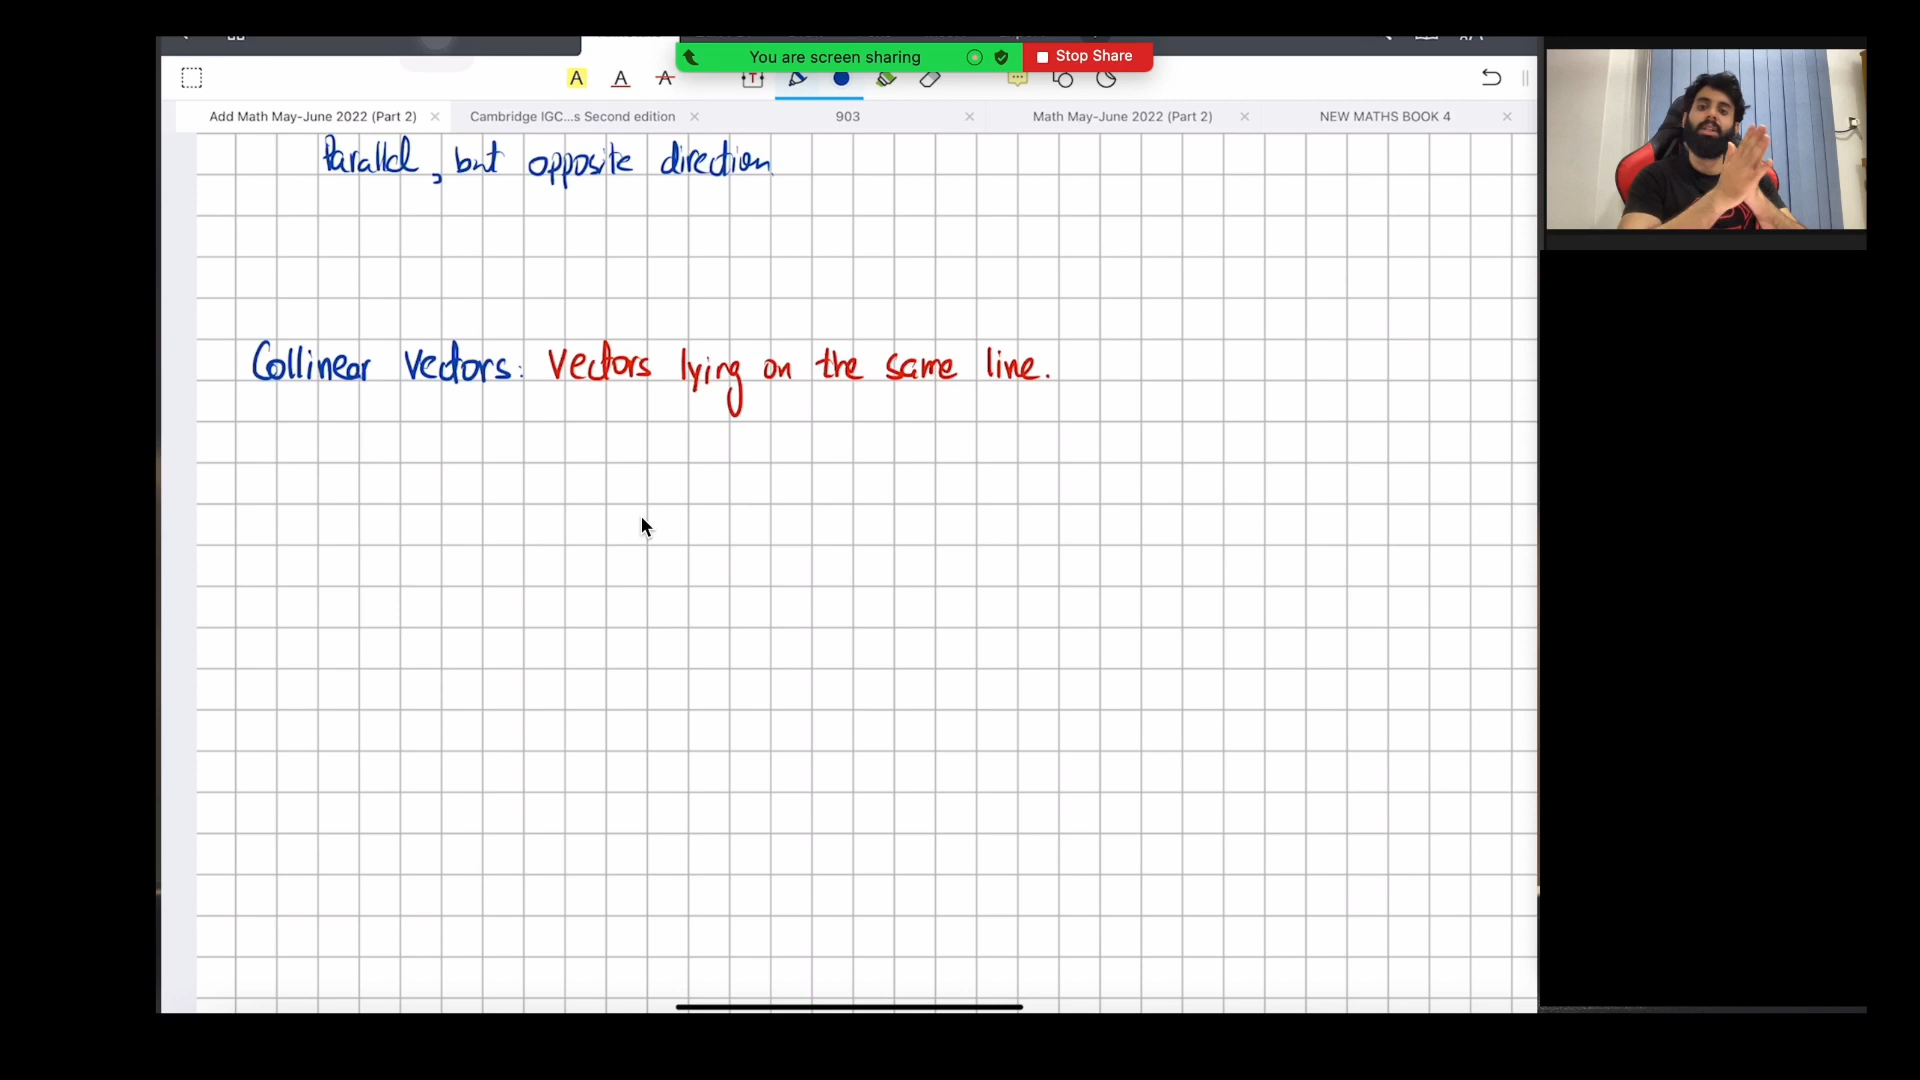 You are screen sharing Stop Share
A A A T
Add Math May-June 2022 (Part 2) Cambridge IGC...s Second edition 903 Math May-June 2022 (Part 2) NEW MATHS BOOK 4
Parallel, but opposite direction
Collinear Vectors: Vectors lying on the same line.